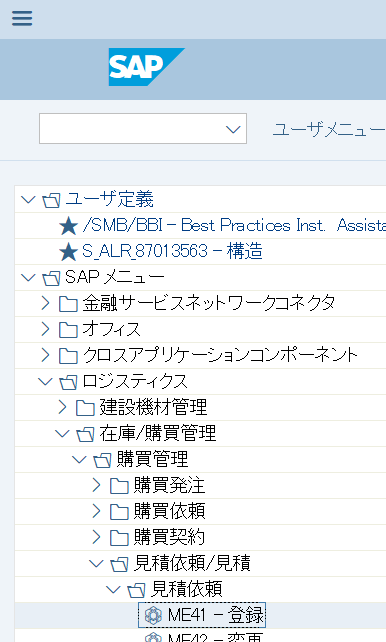 SAP
ユーザメニュー
ユーザ定義
/SMB/BBI - Best Practices Inst. Assista
S_ALR_87013563 - 構造
SAP メニュー
金融サービスネットワークコネクタ
オフィス
クロスアプリケーションコンポーネント
ロジスティクス
建設機材管理
在庫/購買管理
購買管理
購買発注
購買依頼
購買契約
見積依頼/見積
見積依頼
ME41 - 登録
ME42 - 変更